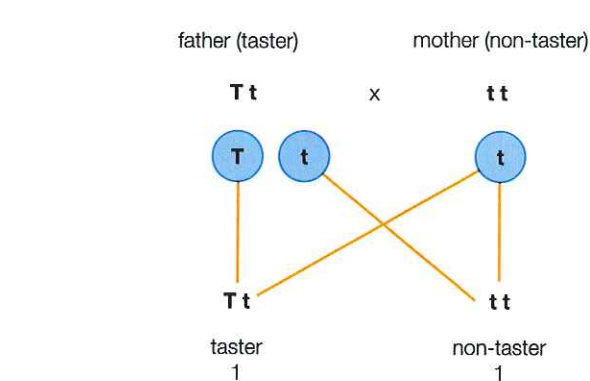 father (taster) mother (non-taster)
T t x t t
T t t
T t t t
taster non-taster
1 1